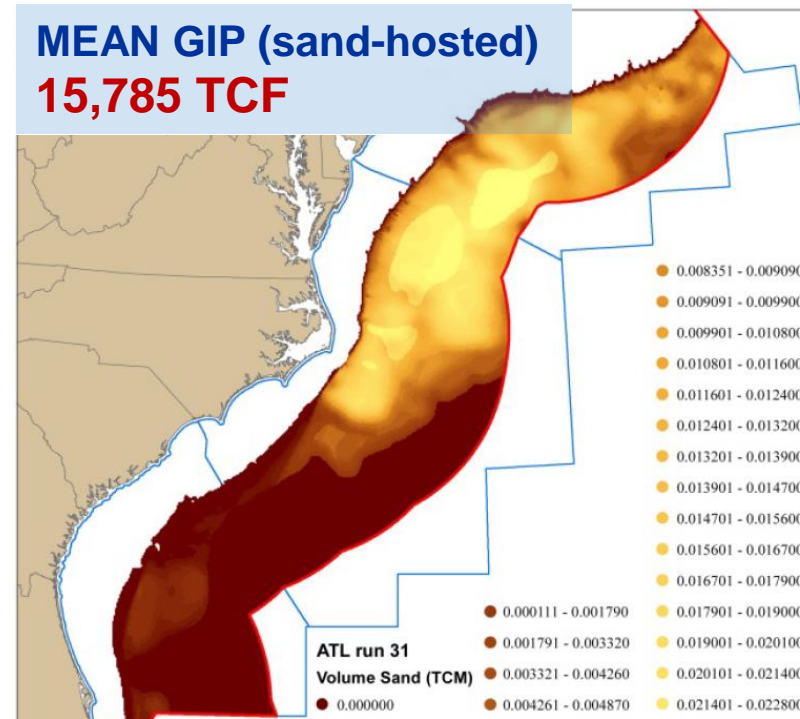 MEAN GIP (sand-hosted)
15,785 TCF
ATL run 31
Volume Sand (TCM)
0.000000
0.000111 - 0.001790
0.001791 - 0.003320
0.003321 - 0.004260
0.004261 - 0.004870
0.008351 - 0.009090
0.009091 - 0.009900
0.009901 - 0.010800
0.010801 - 0.011600
0.011601 - 0.012400
0.012401 - 0.013200
0.013201 - 0.013900
0.013901 - 0.014700
0.014701 - 0.015600
0.015601 - 0.016700
0.016701 - 0.017900
0.017901 - 0.019000
0.019001 - 0.020100
0.020101 - 0.021400
0.021401 - 0.022800